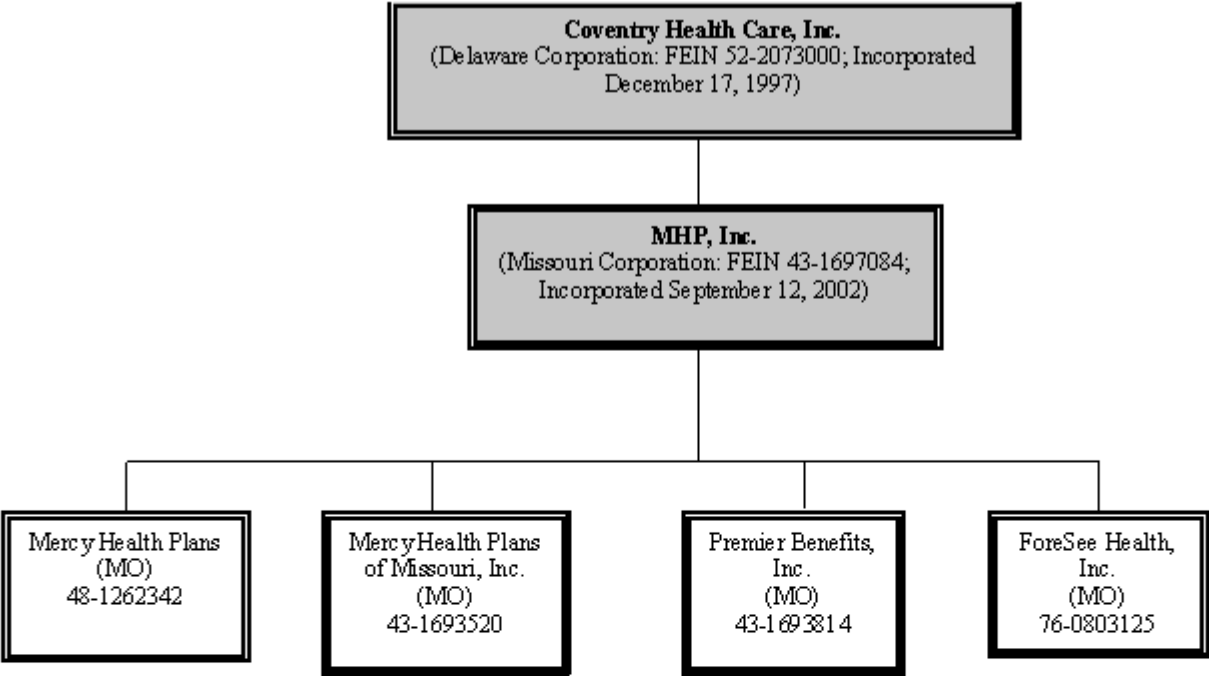 Coventry Health Care, Inc.
(Delaware Corporation: FEIN 52-2073000; Incorporated
December 17, 1997)
MHP, Inc.
(Missouri Corporation: FEIN 43-1697084;
Incorporated September 12, 2002)
Mercy Health Plans
(MO)
48-1262342
Mercy Health Plans
of Missouri, Inc.
(MO)
43-1693520
Premier Benefits,
Inc.
(MO)
43-1693814
ForeSee Health,
Inc.
(MO)
76-0803125